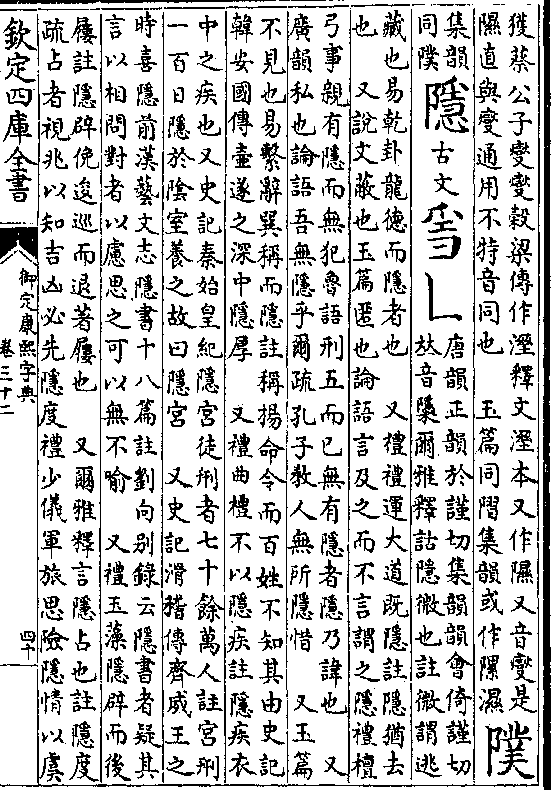 獲蔡公子燮燮穀梁傳作溼釋文溼本又作隰又音燮是
隰直與燮通用不特音同也　玉篇同㬤集韻或作隰濕
集韻
同墣
隱古文乚
唐韻正韻於謹切集韻韻會倚謹切
𠀤音㯶爾雅釋詁隱微也註微謂逃
藏也易乾卦龍德而隱者也　又禮禮運大道既隱註隱猶去
也　又說文蔽也玉篇匿也論語言及之而不言謂之隱禮檀
弓事親有隱而無犯魯語刑五而已無有隱者隱乃諱也　又
廣韻私也論語吾無隱乎爾疏孔子教人無所隱惜　又玉篇
不見也易繫辭巽稱而隱註稱揚命令而百姓不知其由史記
韓安國傳壺遂之深中隱厚　又禮曲禮不以隱疾註隱疾衣
中之疾也又史記秦始皇紀隱宮徒刑者七十餘萬人註宮刑
一百日隱於陰室養之故曰隱宮　又史記滑稽傳齊威王之
時喜隱前漢藝文志隱書十八篇註劉向别錄云隱書者疑其
言以相問對者以慮思之可以無不喻　又禮玉藻隱辟而後
屨註隱辟俛逡巡而退著屨也　又爾雅釋言隱占也註隱度
疏占者視兆以知吉凶必先隱度禮少儀軍旅思險隱情以虞
欽定四庫全書
御定康熙字典
卷三十二
四十